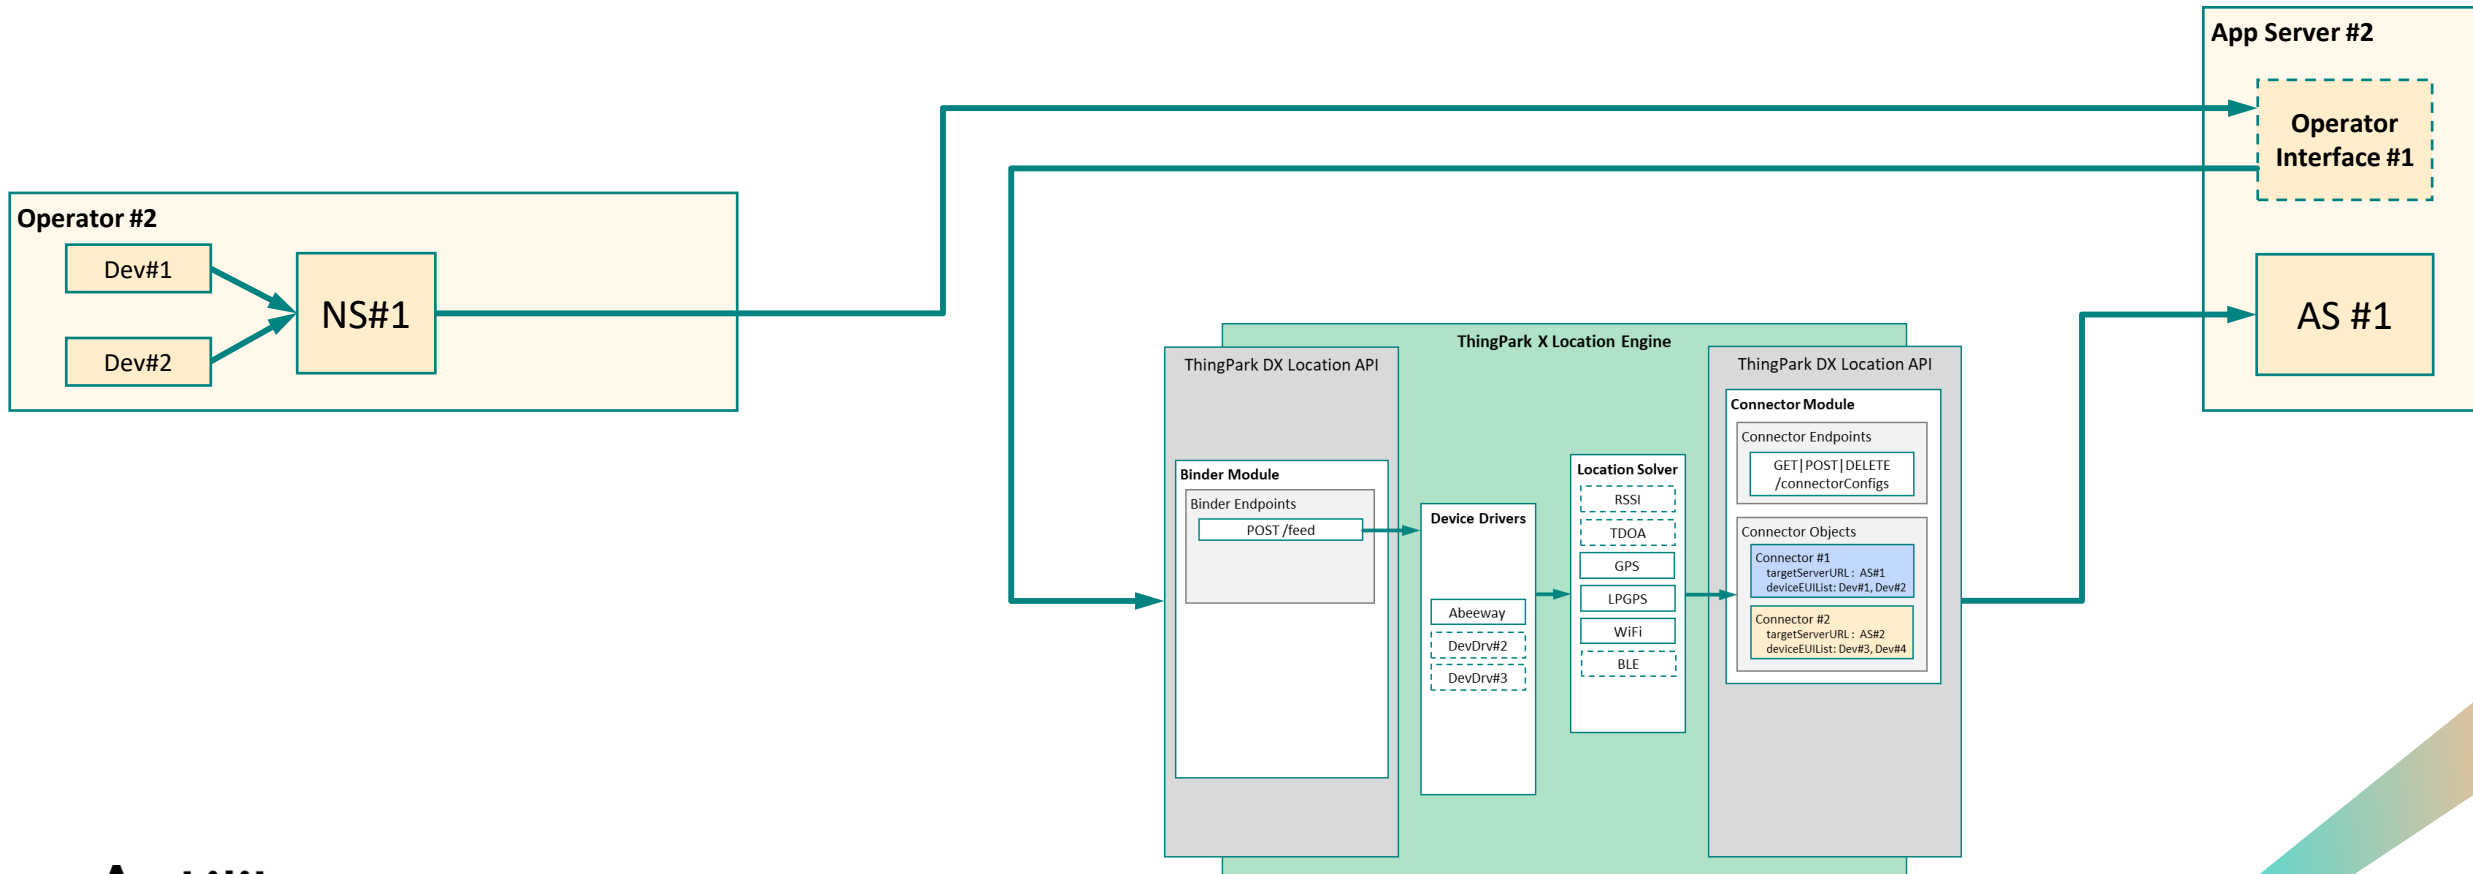 App Server #2
Operator
Interface #1
AS #1
Operator #2
Dev#1
Dev#2
NS#1
ThingPark X Location Engine
ThingPark DX Location API
Binder Module
Binder Endpoints
POST /feed
Device Drivers
Abeeway
DevDrv#2
DevDrv#3
Location Solver
RSSI
TDOA
GPS
LPGPS
WiFi
BLE
ThingPark DX Location API
Connector Module
Connector Endpoints
GET|POST|DELETE
/connectorConfigs
Connector Objects
Connector #1
targetServerURL : AS#1
deviceEUIList: Dev#1, Dev#2
Connector #2
targetServerURL : AS#2
deviceEUIList: Dev#3, Dev#4